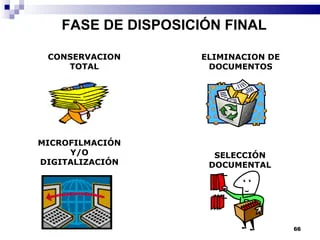 FASE DE DISPOSICIÓN FINAL
CONSERVACION
TOTAL
ELIMINACION DE
DOCUMENTOS
MICROFILMACIÓN
Y/O
DIGITALIZACIÓN
SELECCIÓN
DOCUMENTAL
66